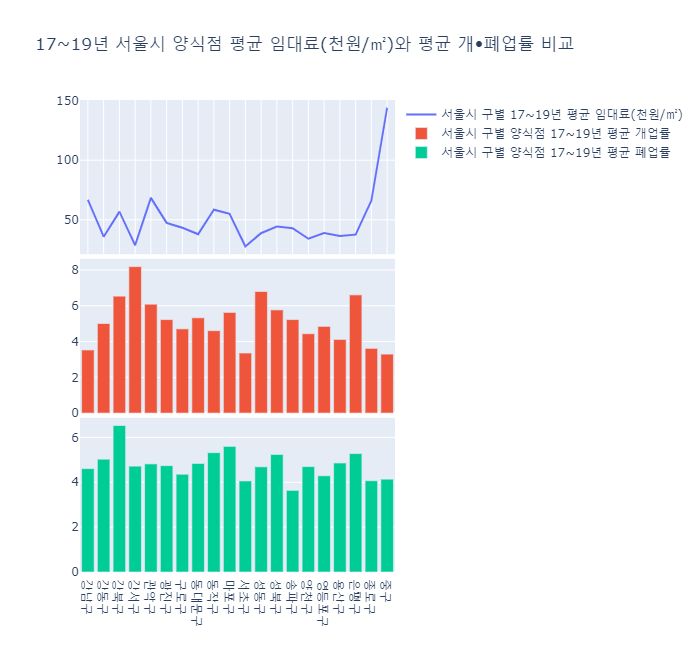 17~19년 서울시 양식점 평균 임대료(천원/㎡)와 평균 개•폐업률 비교
서울시 구별 17~19년 평균 임대료(천원/㎡)
서울시 구별 양식점 17~19년 평균 개업률
서울시 구별 양식점 17~19년 평균 폐업률
150
100
50
8
6
4
2
0
6
4
2
0
강남구
강동구
강북구
강서구
관악구
광진구
구로구
동대문구
동작구
마포구
서초구
성동구
성북구
송파구
양천구
영등포구
용산구
은평구
종로구
중구